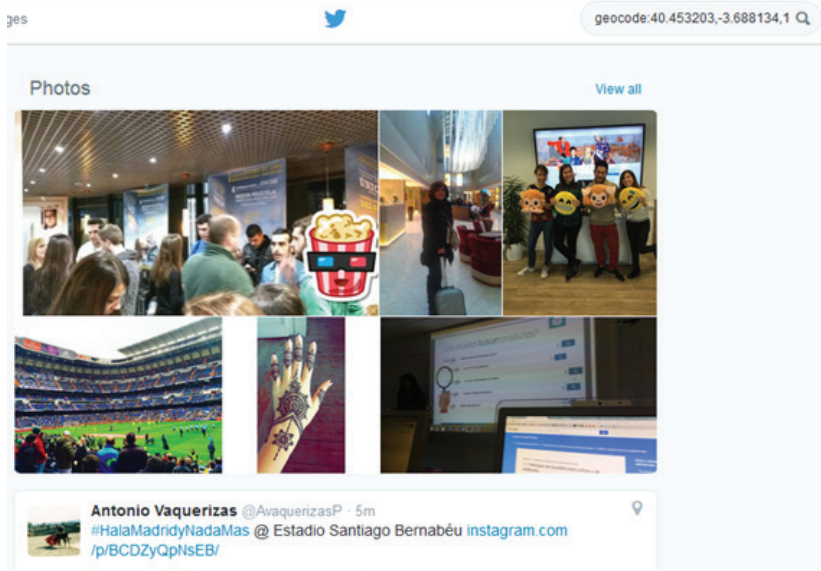 ges
geocode:40.453203,-3.688134,1
Photos
View all
Antonio Vaquerizas @AvaquerizasP · 5m
#HalaMadridyNadaMas @ Estadio Santiago Bernabéu instagram.com
/p/BCDZyQpNsEB/